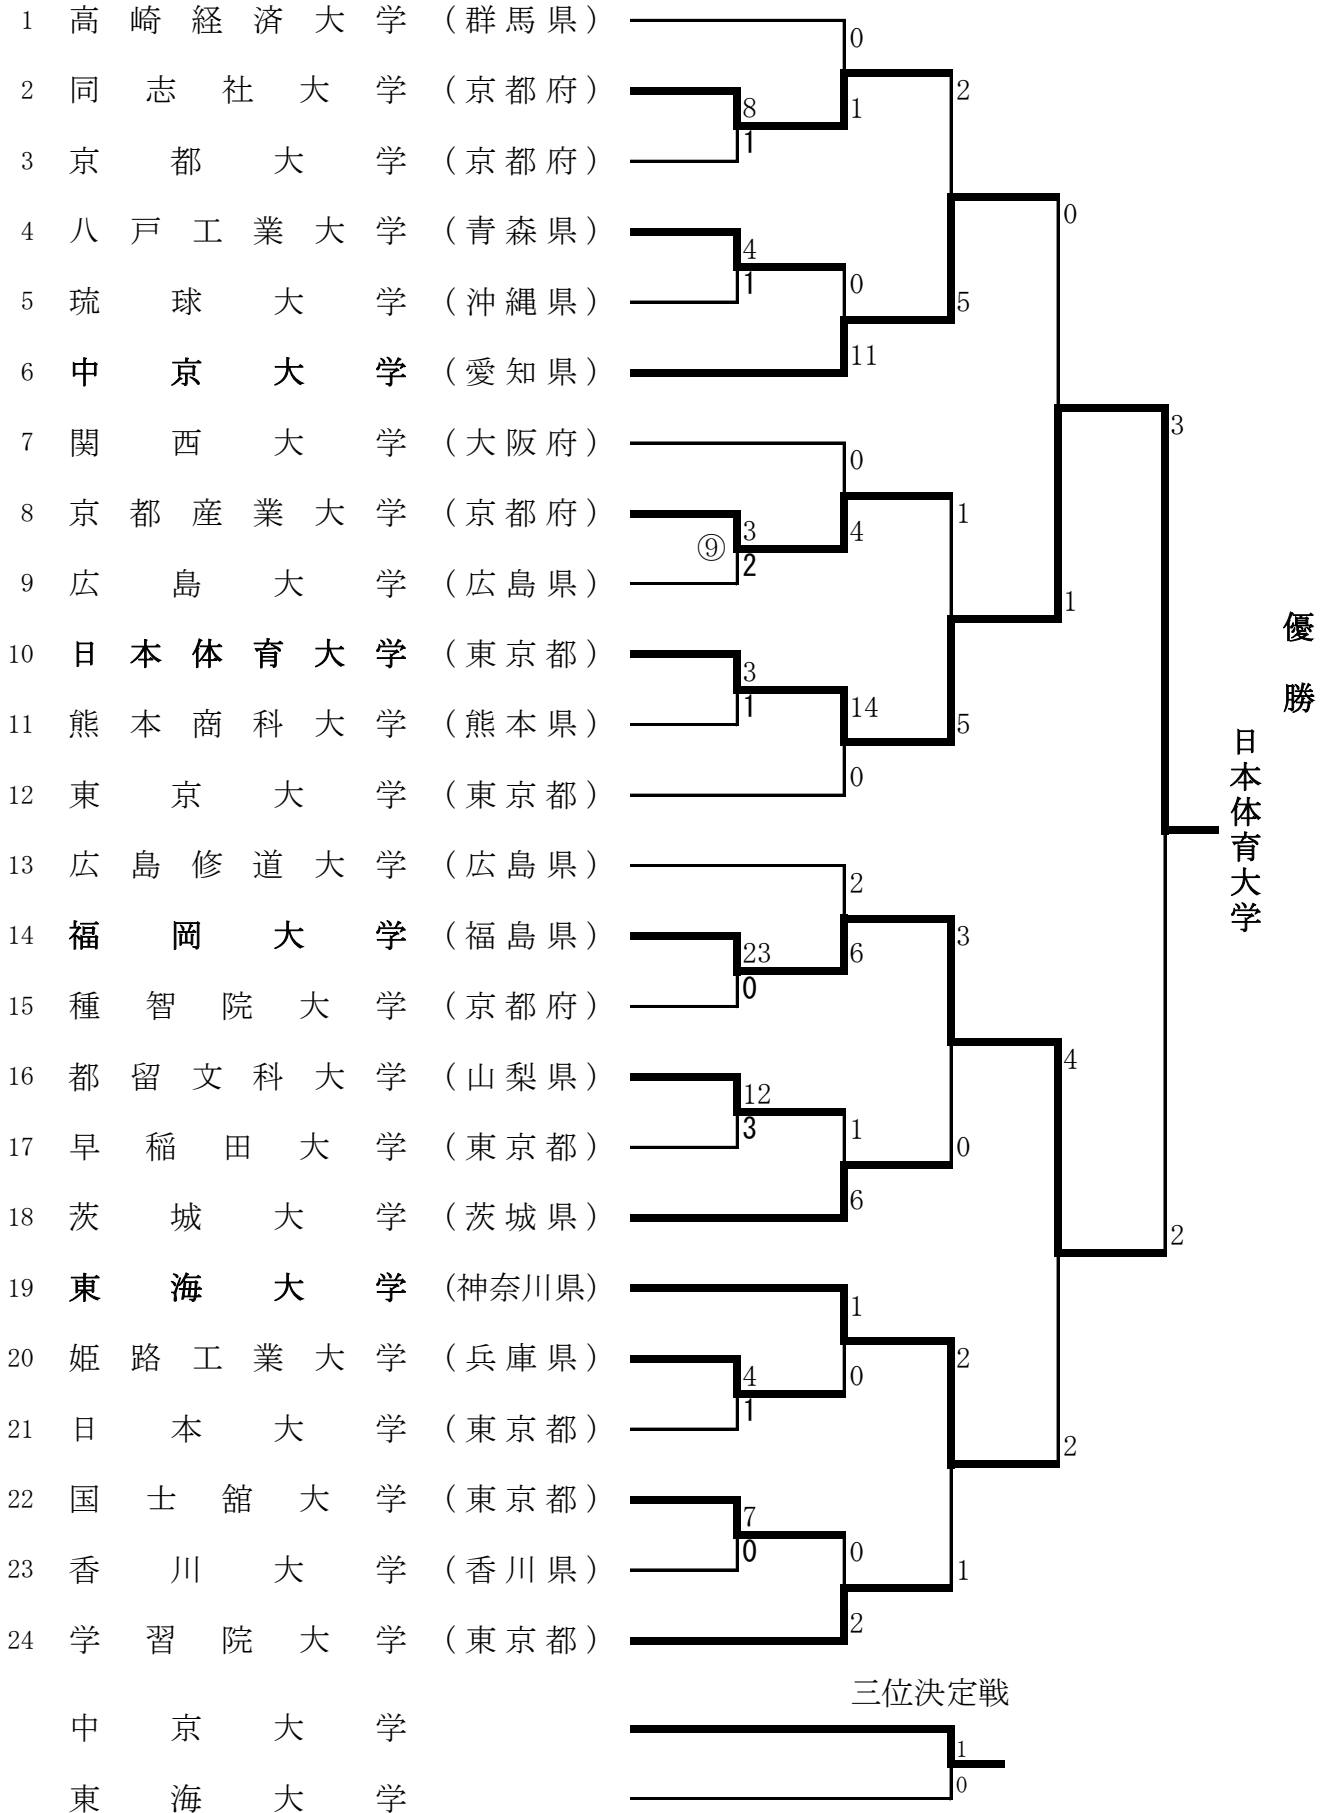 1 高崎経済大学 (群馬県)
0
2 同志社大学 (京都府)
2
8
1
1
3 京都大学 (京都府)
0
4 八戸工業大学 (青森県)
4
1
0
5 琉球大学 (沖縄県)
5
11
6 中京大学 (愛知県)
3
7 関西大学 (大阪府)
0
8 京都産業大学 (京都府)
1
3
4
⑨
2
9 広島大学 (広島県)
1
優勝
10 日本体育大学 (東京都)
3
1
14
11 熊本商科大学 (熊本県)
5
日本体育大学
0
12 東京大学 (東京都)
13 広島修道大学 (広島県)
2
14 福岡大学 (福島県)
3
23
6
0
15 種智院大学 (京都府)
4
16 都留文科大学 (山梨県)
12
3
1
17 早稲田大学 (東京都)
0
6
18 茨城大学 (茨城県)
2
19 東海大学 (神奈川県)
1
20 姫路工業大学 (兵庫県)
2
4
0
1
21 日本大学 (東京都)
2
22 国士舘大学 (東京都)
7
0
0
23 香川大学 (香川県)
1
2
24 学習院大学 (東京都)
三位決定戦
中京大学
1
0
東海大学